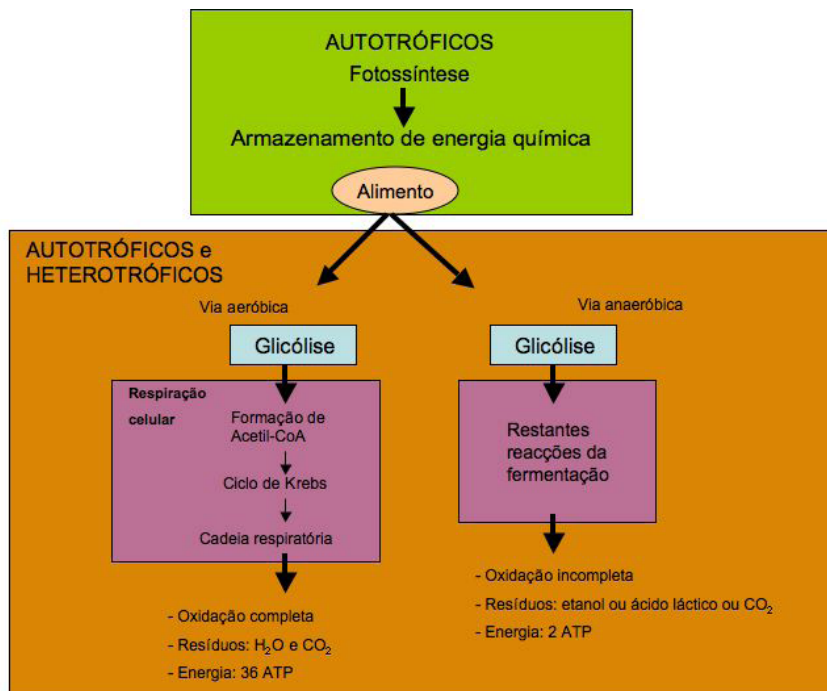 AUTOTRÓFICOS
Fotossíntese
Armazenamento de energia química
Alimento
AUTOTRÓFICOS e
HETEROTRÓFICOS
Via aeróbica
Glicólise
Respiração
celular
Formação de
Acetil-CoA
Ciclo de Krebs
Cadeia respiratória
- Oxidação completa
- Resíduos: H₂O e CO₂
- Energia: 36 ATP
Via anaeróbica
Glicólise
Restantes
reacções da
fermentação
- Oxidação incompleta
- Resíduos: etanol ou ácido láctico ou CO₂
- Energia: 2 ATP